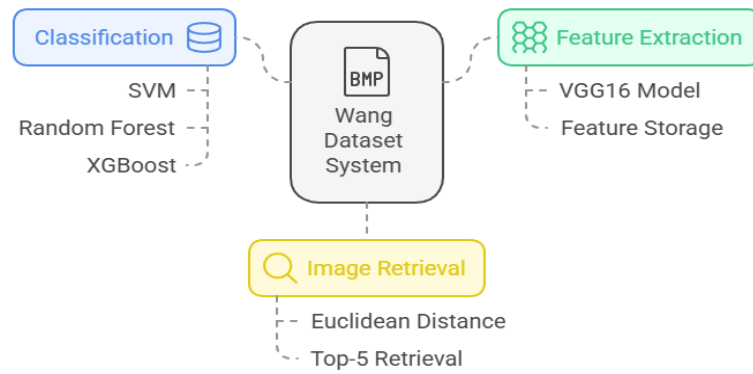 Classification
SVM
Random Forest
XGBoost
BMP
Wang
Dataset
System
Feature Extraction
VGG16 Model
Feature Storage
Image Retrieval
Euclidean Distance
Top-5 Retrieval